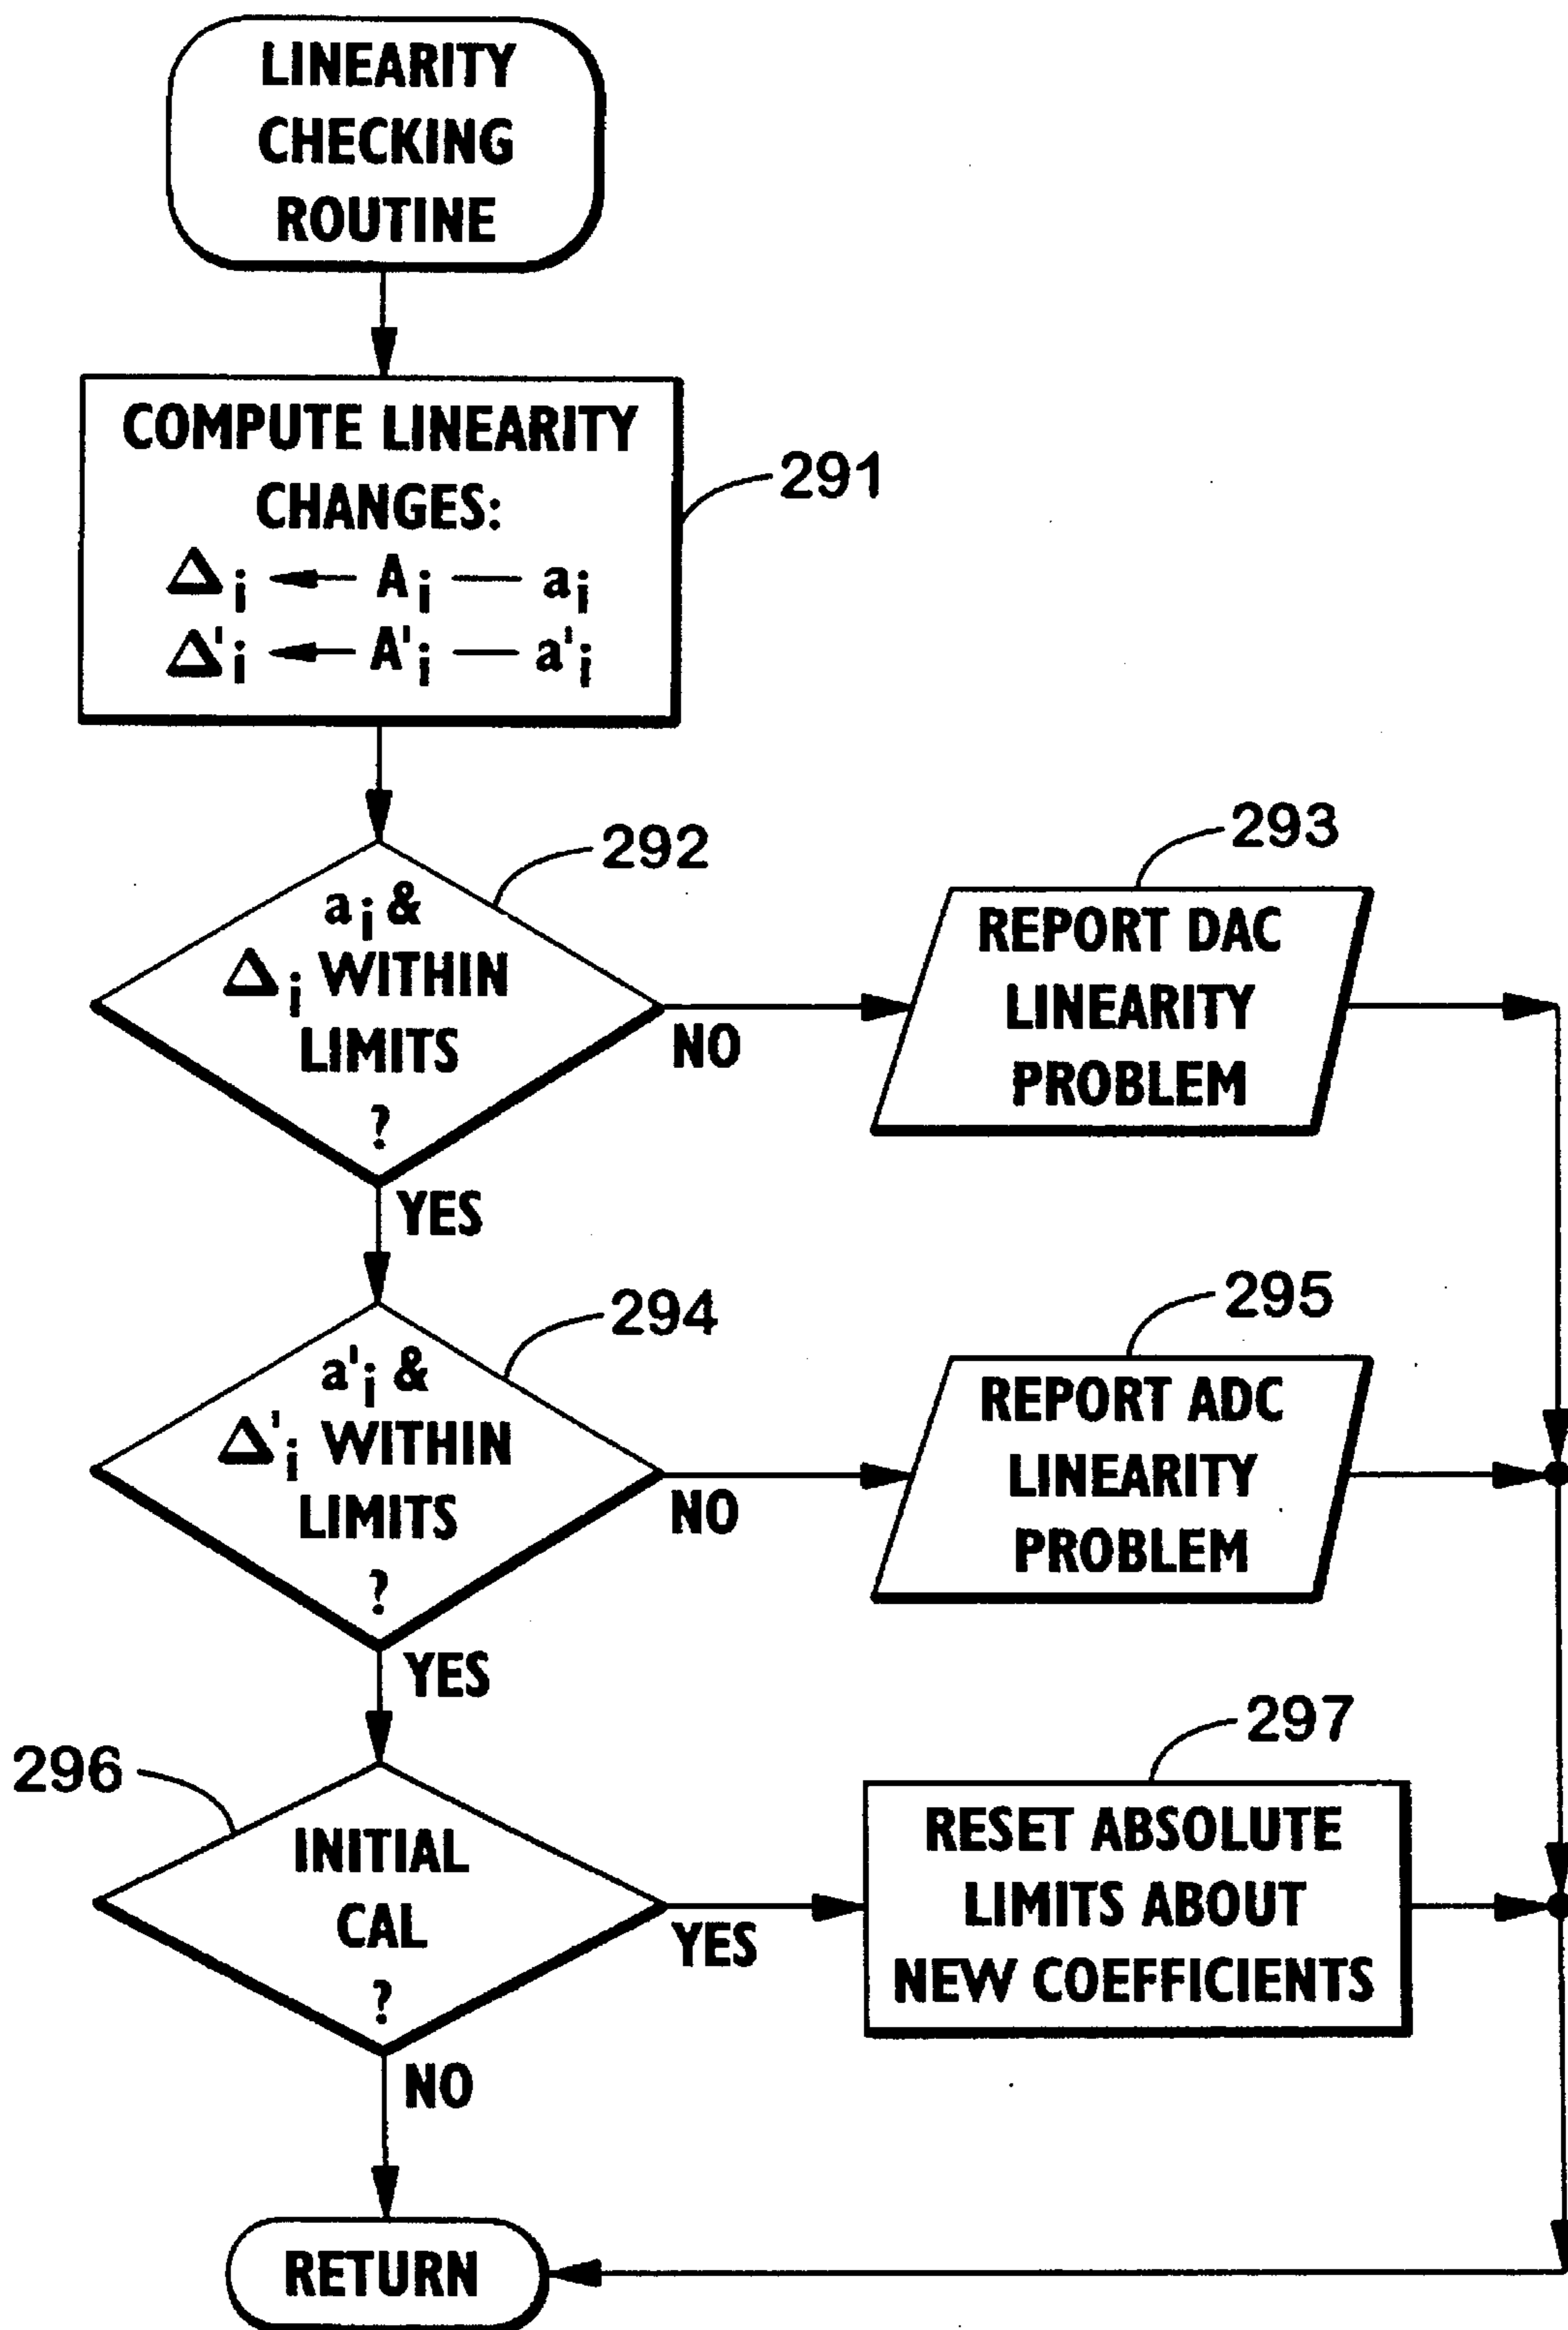 LINEARITY
CHECKING
ROUTINE
COMPUTE LINEARITY
CHANGES:
Δi ← Ai — ai
Δ'i ← A'i — a'i
291
ai &
Δi WITHIN
LIMITS
?
292
NO
YES
293
REPORT DAC
LINEARITY
PROBLEM
a'i &
Δ'i WITHIN
LIMITS
?
294
NO
YES
295
REPORT ADC
LINEARITY
PROBLEM
296
INITIAL
CAL
?
YES
NO
297
RESET ABSOLUTE
LIMITS ABOUT
NEW COEFFICIENTS
RETURN